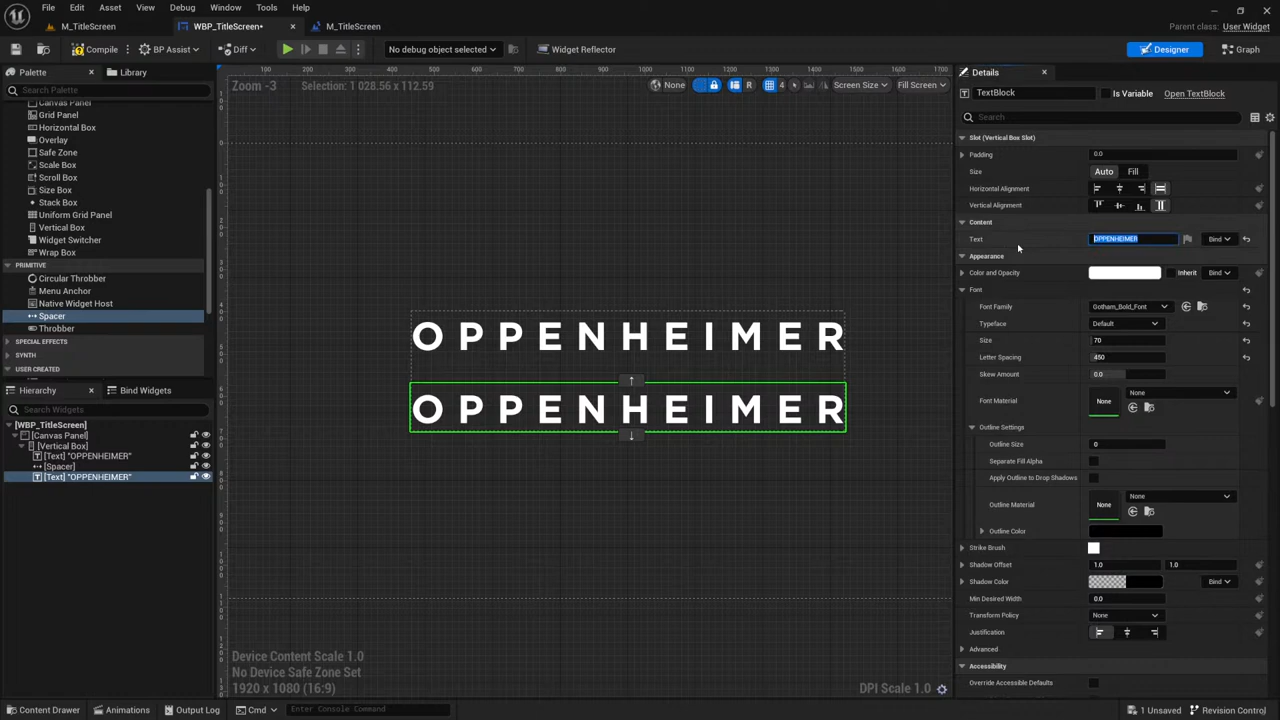 File Edit Asset View Debug Window Tools Help
M_TitleScreen WBP_TitleScreen• M_TitleScreen Parent class: User Widget
Compile BP Assist Diff No debug object selected Widget Reflector Designer Graph
Palette Library Details
Search Palette Zoom -3 Selection: 1 028.56 x 112.59 None R 4 Screen Size Fill Screen TextBlock Is Variable Open TextBlock
Canvas Panel Search
Grid Panel
Horizontal Box Slot (Vertical Box Slot)
Overlay Padding 0.0
Safe Zone Size Auto Fill
Scale Box Horizontal Alignment
Scroll Box Vertical Alignment
Size Box Content
Stack Box Text OPPENHEIMER Bind
Uniform Grid Panel Appearance
Vertical Box Color and Opacity Inherit Bind
Widget Switcher Font
Wrap Box Font Family Gotham_Bold_Font
PRIMITIVE Typeface Default
Circular Throbber Size 70
Menu Anchor Letter Spacing 450
Native Widget Host Skew Amount 0.0
Spacer Font Material None None
Throbber Outline Settings
SPECIAL EFFECTS Outline Size 0
SYNTH Separate Fill Alpha
USER CREATED Apply Outline to Drop Shadows
Hierarchy Bind Widgets Outline Material None None
Search Widgets Outline Color
[WBP_TitleScreen] Strike Brush
[Canvas Panel] Shadow Offset 1.0 1.0
[Vertical Box] Shadow Color Bind
[Text] "OPPENHEIMER" Min Desired Width 0.0
[Spacer] Transform Policy None
[Text] "OPPENHEIMER" Justification
Advanced
Accessibility
Override Accessible Defaults
OPPENHEIMER
OPPENHEIMER
Device Content Scale 1.0
No Device Safe Zone Set
1920 x 1080 (16:9) DPI Scale 1.0
Content Drawer Animations Output Log Cmd Enter Console Command 1 Unsaved Revision Control